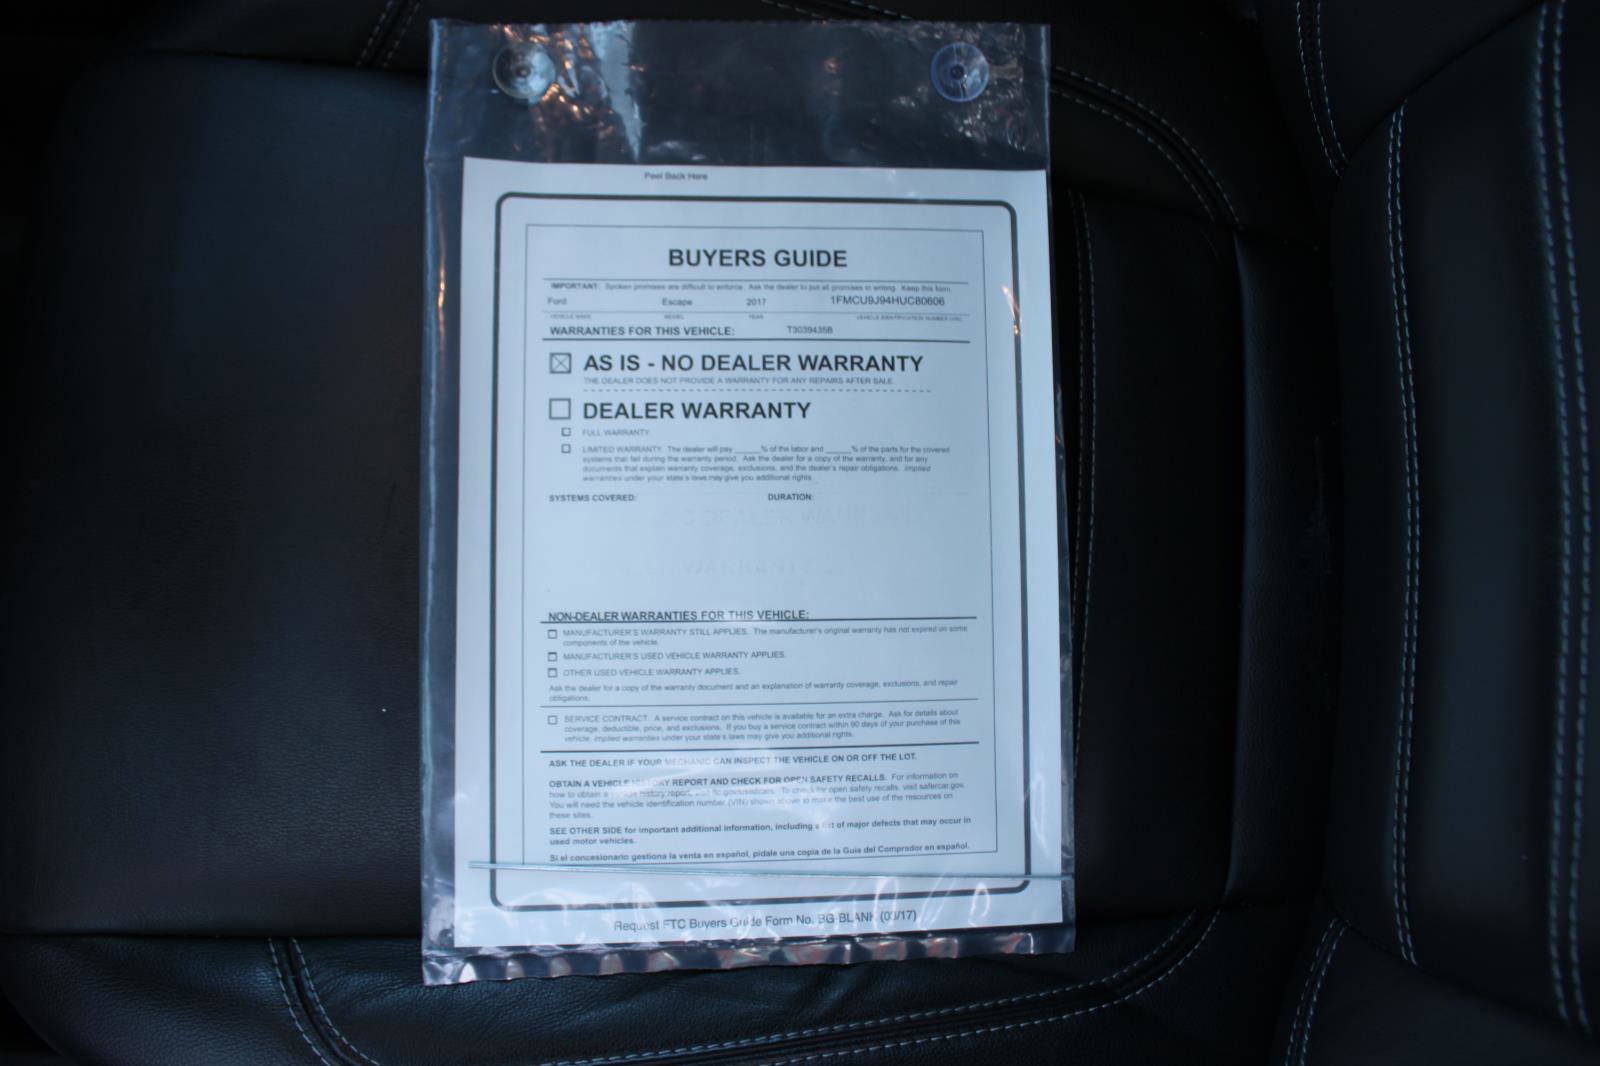 Peel Back Here
BUYERS GUIDE
IMPORTANT: Spoken promises are difficult to enforce. Ask the dealer to put all promises in writing. Keep this form.
Ford Escape 2017 1FMCU9J94HUC80606
VEHICLE MAKE MODEL YEAR VEHICLE IDENTIFICATION NUMBER (VIN)
WARRANTIES FOR THIS VEHICLE: T3039435B
AS IS - NO DEALER WARRANTY
THE DEALER DOES NOT PROVIDE A WARRANTY FOR ANY REPAIRS AFTER SALE.
DEALER WARRANTY
FULL WARRANTY.
LIMITED WARRANTY. The dealer will pay ______% of the labor and ______% of the parts for the covered
systems that fail during the warranty period. Ask the dealer for a copy of the warranty, and for any
documents that explain warranty coverage, exclusions, and the dealer's repair obligations. Implied
warranties under your state's laws may give you additional rights.
SYSTEMS COVERED: DURATION:
NON-DEALER WARRANTIES FOR THIS VEHICLE:
MANUFACTURER'S WARRANTY STILL APPLIES. The manufacturer's original warranty has not expired on some
components of the vehicle.
MANUFACTURER'S USED VEHICLE WARRANTY APPLIES.
OTHER USED VEHICLE WARRANTY APPLIES.
Ask the dealer for a copy of the warranty document and an explanation of warranty coverage, exclusions, and repair
obligations.
SERVICE CONTRACT. A service contract on this vehicle is available for an extra charge. Ask for details about
coverage, deductible, price, and exclusions. If you buy a service contract within 90 days of your purchase of this
vehicle, implied warranties under your state's laws may give you additional rights.
ASK THE DEALER IF YOUR MECHANIC CAN INSPECT THE VEHICLE ON OR OFF THE LOT.
OBTAIN A VEHICLE HISTORY REPORT AND CHECK FOR OPEN SAFETY RECALLS. For information on
how to obtain a vehicle history report, visit ftc.gov/usedcars. To check for open safety recalls, visit safercar.gov.
You will need the vehicle identification number (VIN) shown above to make the best use of the resources on
these sites.
SEE OTHER SIDE for important additional information, including a list of major defects that may occur in
used motor vehicles.
Si el concesionario gestiona la venta en español, pídale una copia de la Guía del Comprador en español.
Request FTC Buyers Guide Form No. BG-BLANK (03/17)